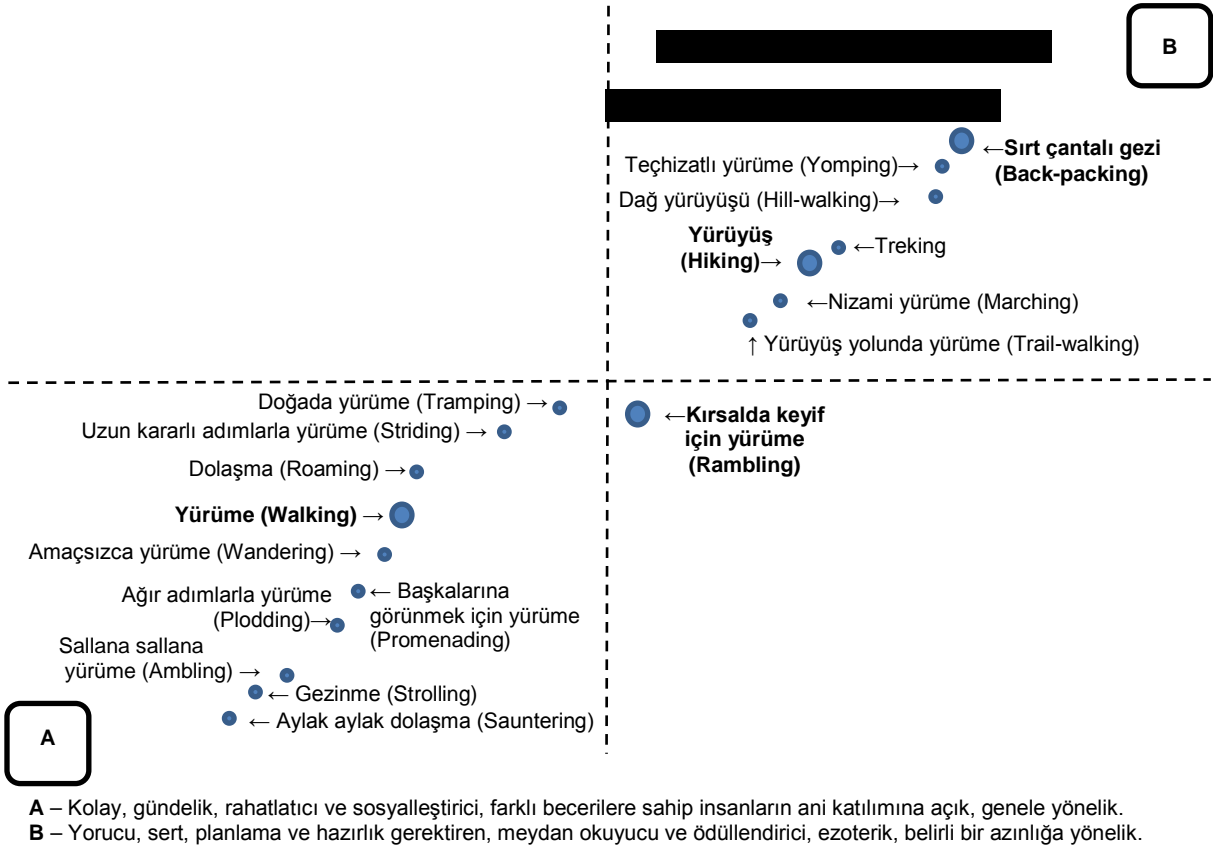 B
←Sırt çantalı gezi
(Back-packing)
Teçhizatlı yürüme (Yomping)→
Dağ yürüyüşü (Hill-walking)→
Yürüyüş
(Hiking)→
←Treking
←Nizami yürüme (Marching)
↑ Yürüyüş yolunda yürüme (Trail-walking)
Doğada yürüme (Tramping) →
←Kırsalda keyif
için yürüme
(Rambling)
Uzun kararlı adımlarla yürüme (Striding) →
Dolaşma (Roaming) →
Yürüme (Walking) →
Amaçsızca yürüme (Wandering) →
Ağır adımlarla yürüme
(Plodding)→
← Başkalarına
görünmek için yürüme
(Promenading)
Sallana sallana
yürüme (Ambling) →
← Gezinme (Strolling)
← Aylak aylak dolaşma (Sauntering)
A
A – Kolay, gündelik, rahatlatıcı ve sosyalleştirici, farklı becerilere sahip insanların ani katılımına açık, genele yönelik.
B – Yorucu, sert, planlama ve hazırlık gerektiren, meydan okuyucu ve ödüllendirici, ezoterik, belirli bir azınlığa yönelik.